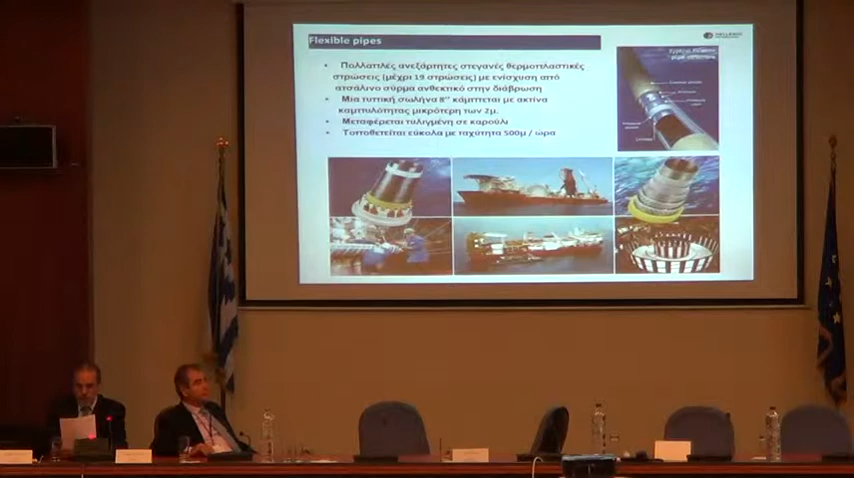 Flexible pipes
HELLENIC
• Πολλαπλές ανεξάρτητες στεγανές θερμοπλαστικές
στρώσεις (μέχρι 19 στρώσεις) με ενίσχυση από
ατσάλινο σύρμα ανθεκτικό στην διάβρωση
• Μια τυπική σωλήνα 8'' κάμπτεται με ακτίνα
καμπυλότητας μικρότερη των 2μ.
• Μεταφέρεται τυλιγμένη σε καρούλι
• Τοποθετείται εύκολα με ταχύτητα 500μ / ώρα